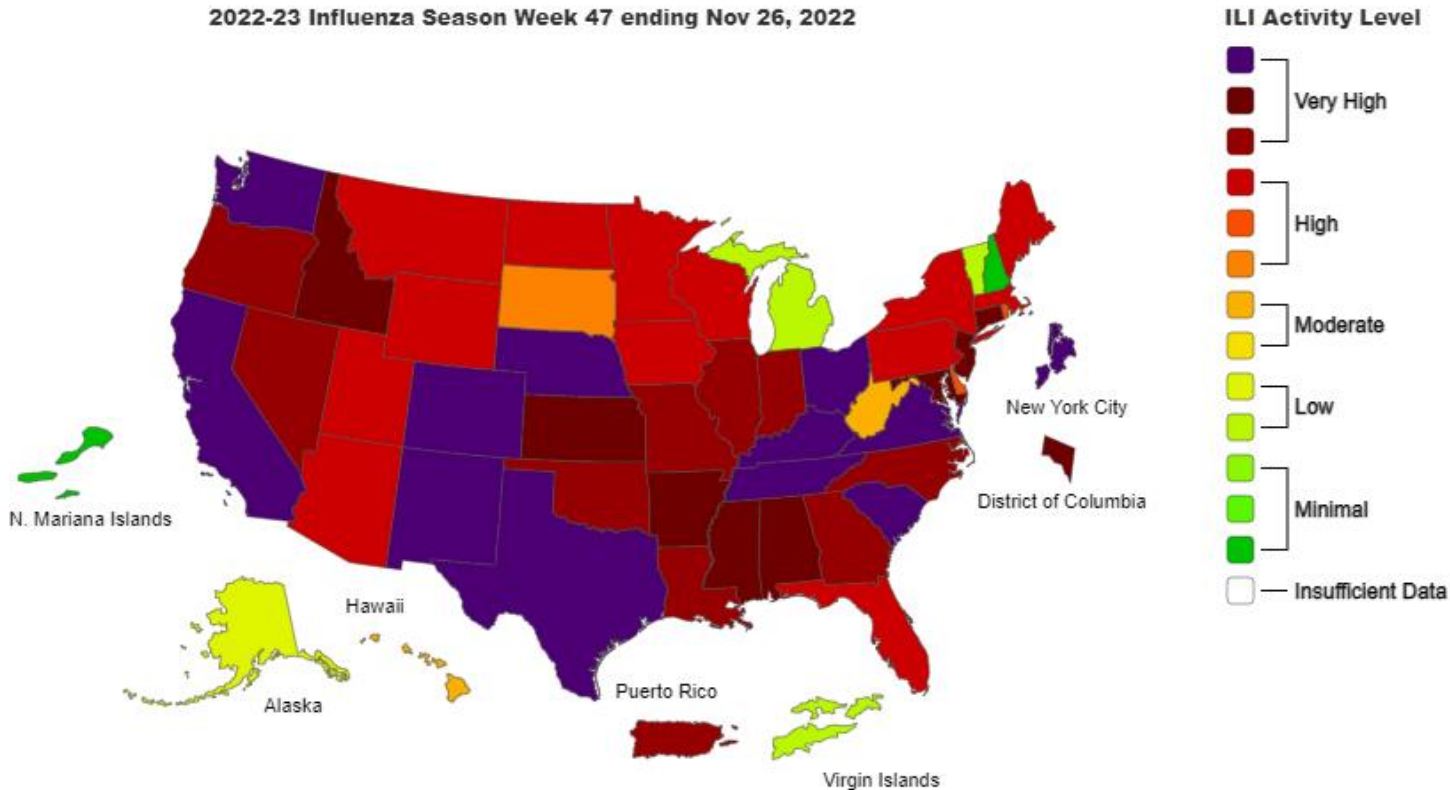 2022-23 Influenza Season Week 47 ending Nov 26, 2022
ILI Activity Level
Very High
High
Moderate
Low
Minimal
Insufficient Data
New York City
District of Columbia
N. Mariana Islands
Hawaii
Alaska
Puerto Rico
Virgin Islands